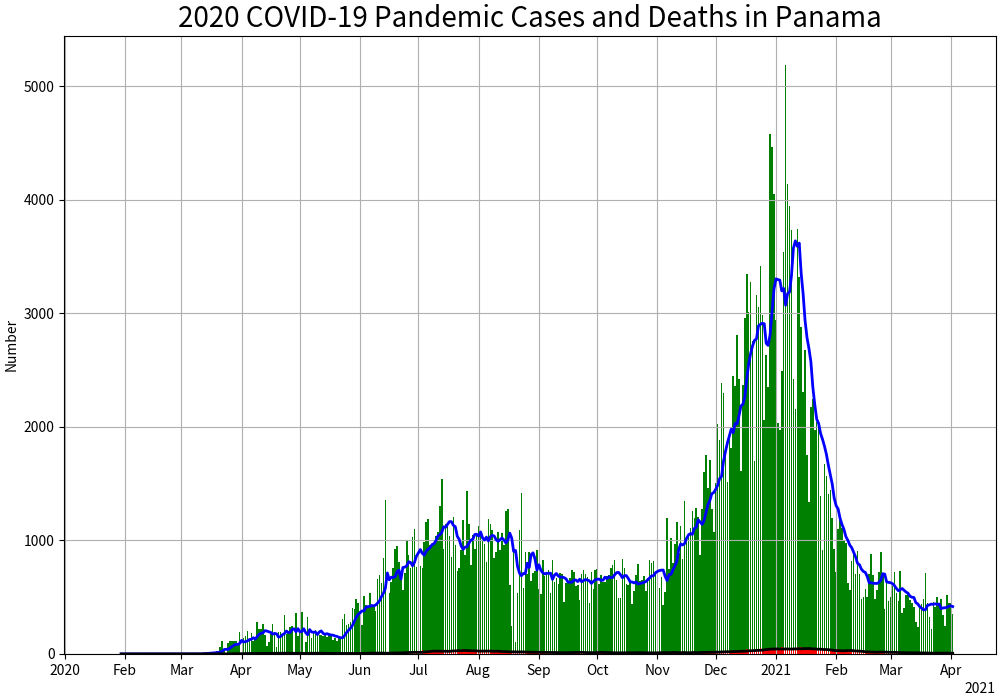 2020 COVID-19 Pandemic Cases and Deaths in Panama
Number
5000
4000
3000
2000
1000
0
2020 Feb Mar Apr May Jun Jul Aug Sep Oct Nov Dec 2021 Feb Mar Apr
2021